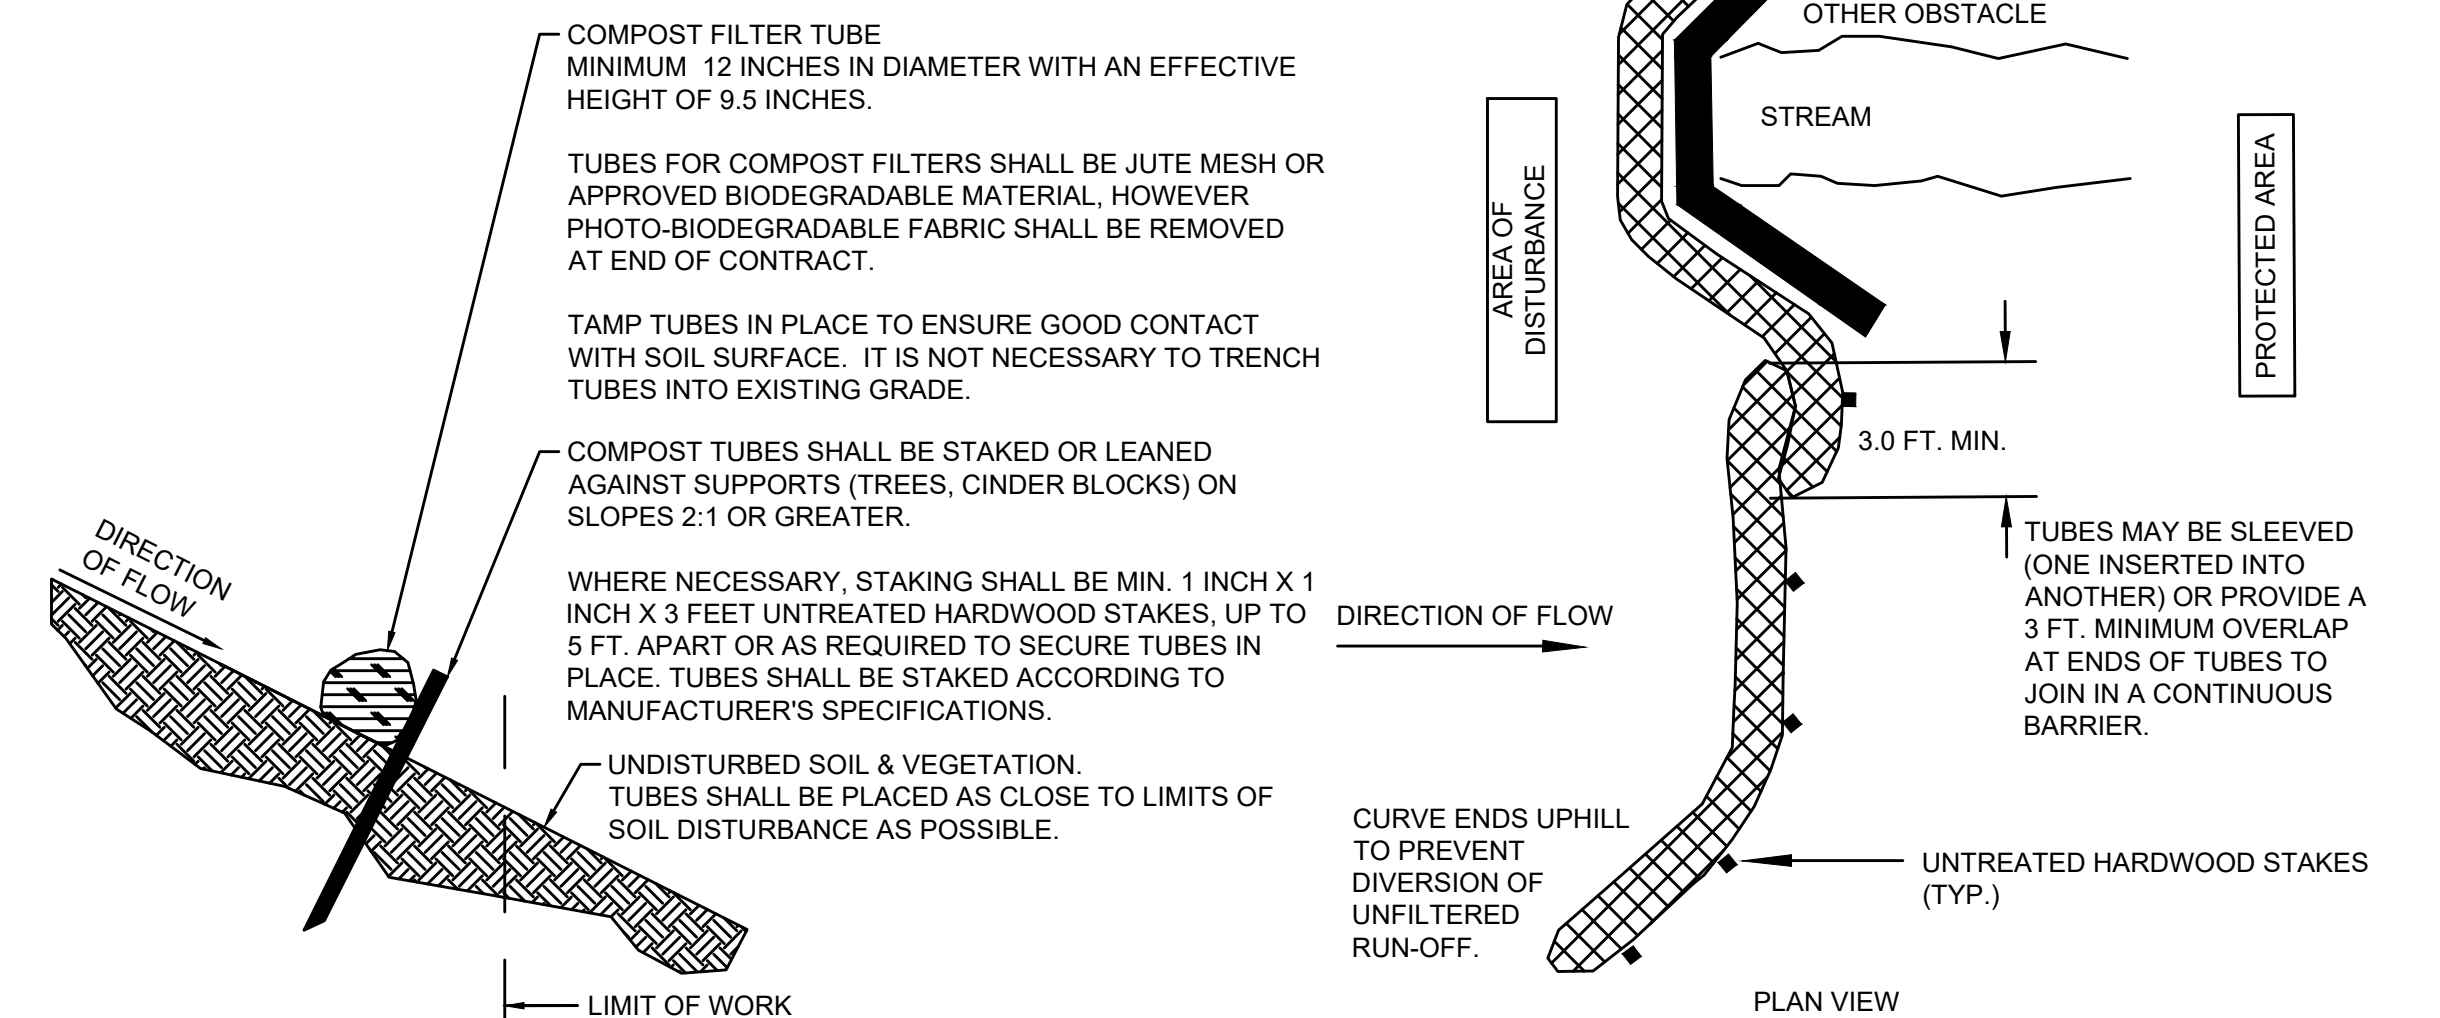 COMPOST FILTER TUBE
MINIMUM  12 INCHES IN DIAMETER WITH AN EFFECTIVE
HEIGHT OF 9.5 INCHES.
TUBES FOR COMPOST FILTERS SHALL BE JUTE MESH OR
APPROVED BIODEGRADABLE MATERIAL, HOWEVER
PHOTO-BIODEGRADABLE FABRIC SHALL BE REMOVED
AT END OF CONTRACT.
TAMP TUBES IN PLACE TO ENSURE GOOD CONTACT
WITH SOIL SURFACE.  IT IS NOT NECESSARY TO TRENCH
TUBES INTO EXISTING GRADE.
COMPOST TUBES SHALL BE STAKED OR LEANED
AGAINST SUPPORTS (TREES, CINDER BLOCKS) ON
SLOPES 2:1 OR GREATER.
WHERE NECESSARY, STAKING SHALL BE MIN. 1 INCH X 1
INCH X 3 FEET UNTREATED HARDWOOD STAKES, UP TO
5 FT. APART OR AS REQUIRED TO SECURE TUBES IN
PLACE. TUBES SHALL BE STAKED ACCORDING TO
MANUFACTURER'S SPECIFICATIONS.
UNDISTURBED SOIL & VEGETATION.
TUBES SHALL BE PLACED AS CLOSE TO LIMITS OF
SOIL DISTURBANCE AS POSSIBLE.
DIRECTION
OF FLOW
LIMIT OF WORK
OTHER OBSTACLE
STREAM
AREA OF
DISTURBANCE
PROTECTED AREA
3.0 FT. MIN.
DIRECTION OF FLOW
TUBES MAY BE SLEEVED
(ONE INSERTED INTO
ANOTHER) OR PROVIDE A
3 FT. MINIMUM OVERLAP
AT ENDS OF TUBES TO
JOIN IN A CONTINUOUS
BARRIER.
CURVE ENDS UPHILL
TO PREVENT
DIVERSION OF
UNFILTERED
RUN-OFF.
UNTREATED HARDWOOD STAKES
(TYP.)
PLAN VIEW